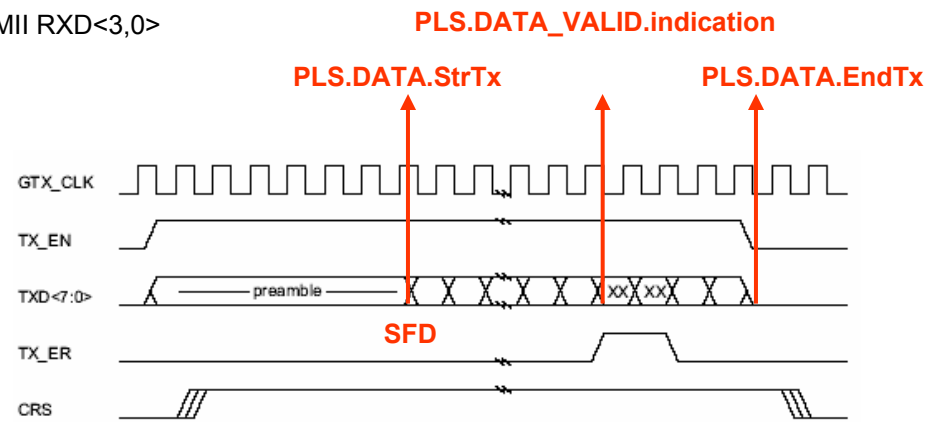 MII RXD<3,0>
PLS.DATA_VALID.indication
PLS.DATA.StrTx
PLS.DATA.EndTx
GTX_CLK
TX_EN
TXD<7:0>
preamble
XX
XX
SFD
TX_ER
CRS